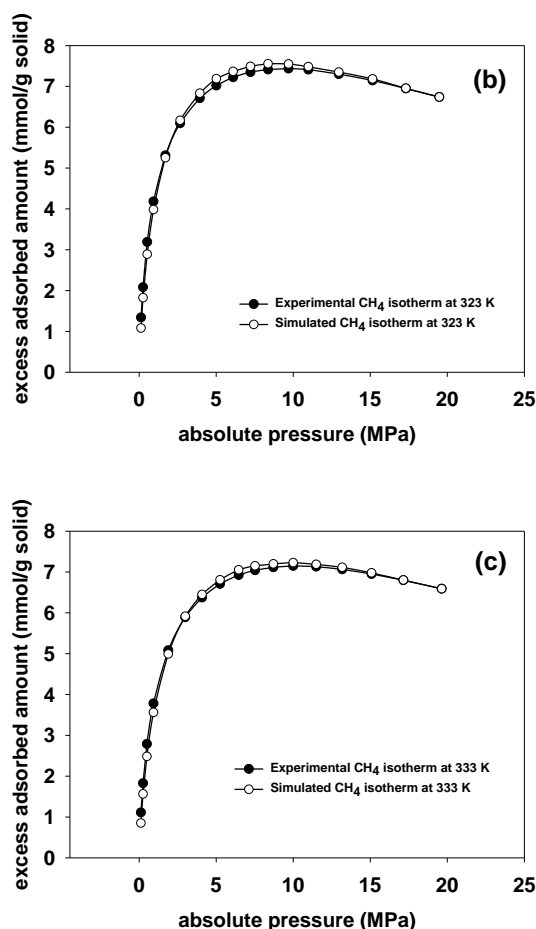 excess adsorbed amount (mmol/g solid)
8
7
6
5
4
3
2
1
0
(b)
Experimental CH4 isotherm at 323 K
Simulated CH4 isotherm at 323 K
0 5 10 15 20 25
absolute pressure (MPa)
excess adsorbed amount (mmol/g solid)
8
7
6
5
4
3
2
1
0
(c)
Experimental CH4 isotherm at 333 K
Simulated CH4 isotherm at 333 K
0 5 10 15 20 25
absolute pressure (MPa)